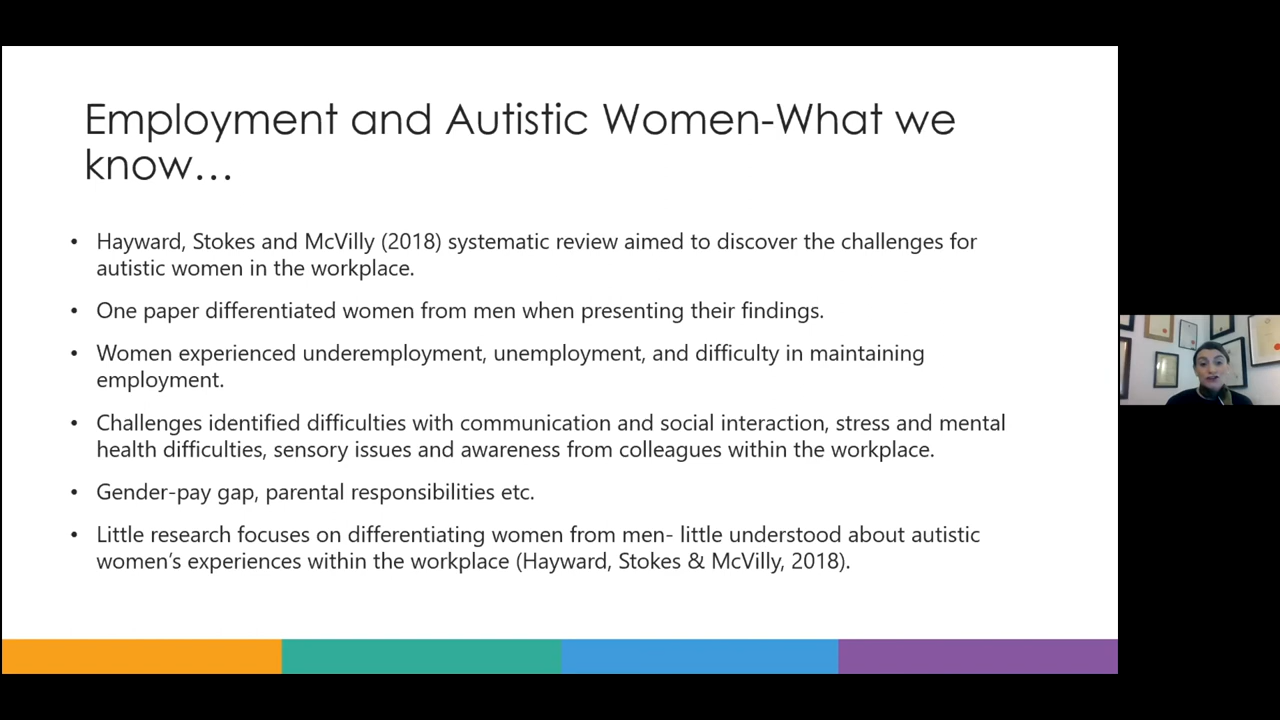 Employment and Autistic Women-What we
know…
• Hayward, Stokes and McVilly (2018) systematic review aimed to discover the challenges for
autistic women in the workplace.
• One paper differentiated women from men when presenting their findings.
• Women experienced underemployment, unemployment, and difficulty in maintaining
employment.
• Challenges identified difficulties with communication and social interaction, stress and mental
health difficulties, sensory issues and awareness from colleagues within the workplace.
• Gender-pay gap, parental responsibilities etc.
• Little research focuses on differentiating women from men- little understood about autistic
women’s experiences within the workplace (Hayward, Stokes & McVilly, 2018).